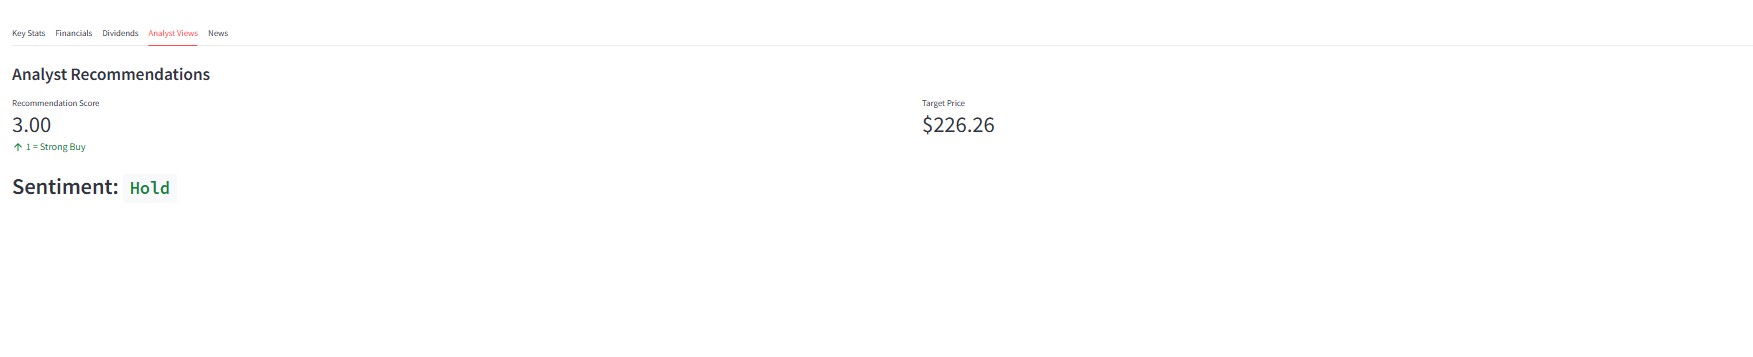 Key Stats Financials Dividends Analyst Views News
Analyst Recommendations
Recommendation Score
3.00
↑ 1 = Strong Buy
Target Price
$226.26
Sentiment: Hold